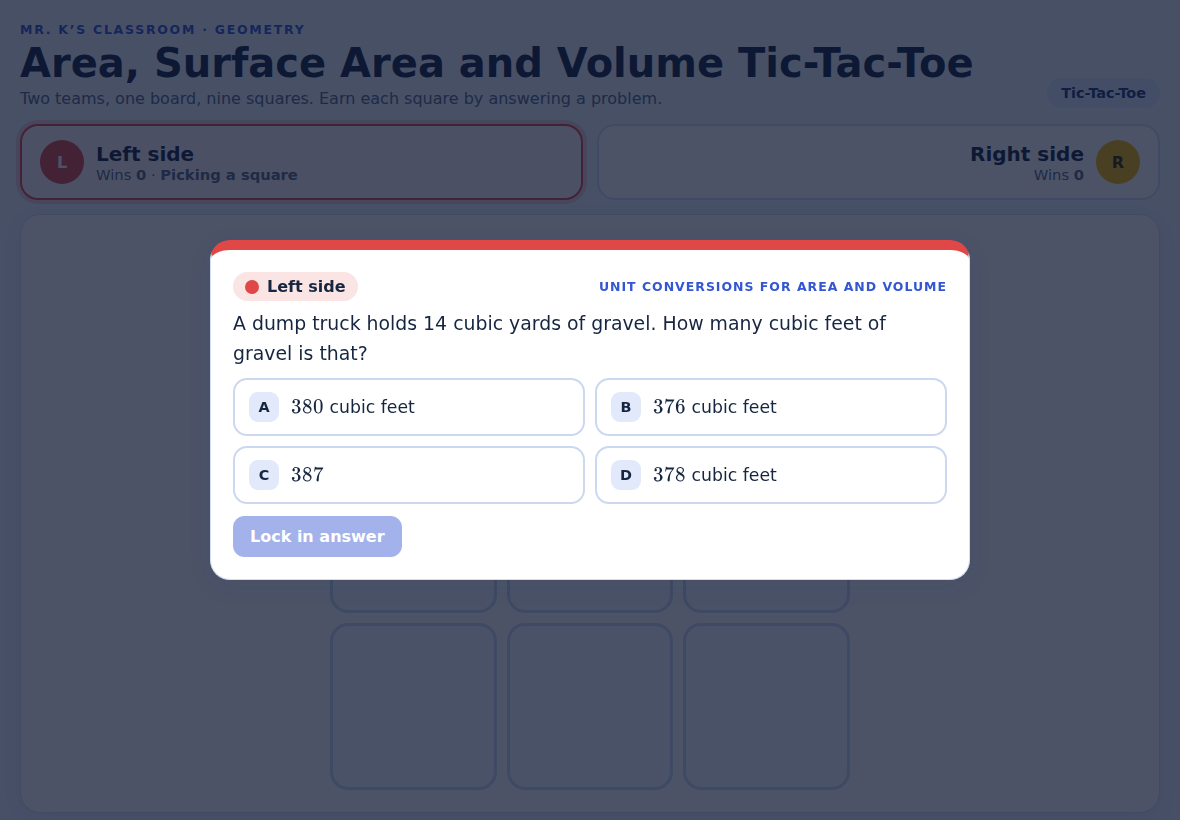 MR. K'S CLASSROOM · GEOMETRY
Area, Surface Area and Volume Tic-Tac-Toe
Two teams, one board, nine squares. Earn each square by answering a problem.
Tic-Tac-Toe
L
Left side
Wins 0 · Picking a square
Right side
Wins 0
R
Left side
UNIT CONVERSIONS FOR AREA AND VOLUME
A dump truck holds 14 cubic yards of gravel. How many cubic feet of
gravel is that?
A 380 cubic feet
B 376 cubic feet
C 387
D 378 cubic feet
Lock in answer